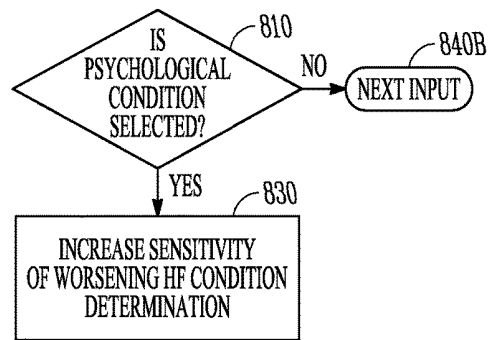 IS
PSYCHOLOGICAL
CONDITION
SELECTED?
810
NO
840B
NEXT INPUT
YES
830
INCREASE SENSITIVITY
OF WORSENING HF CONDITION
DETERMINATION